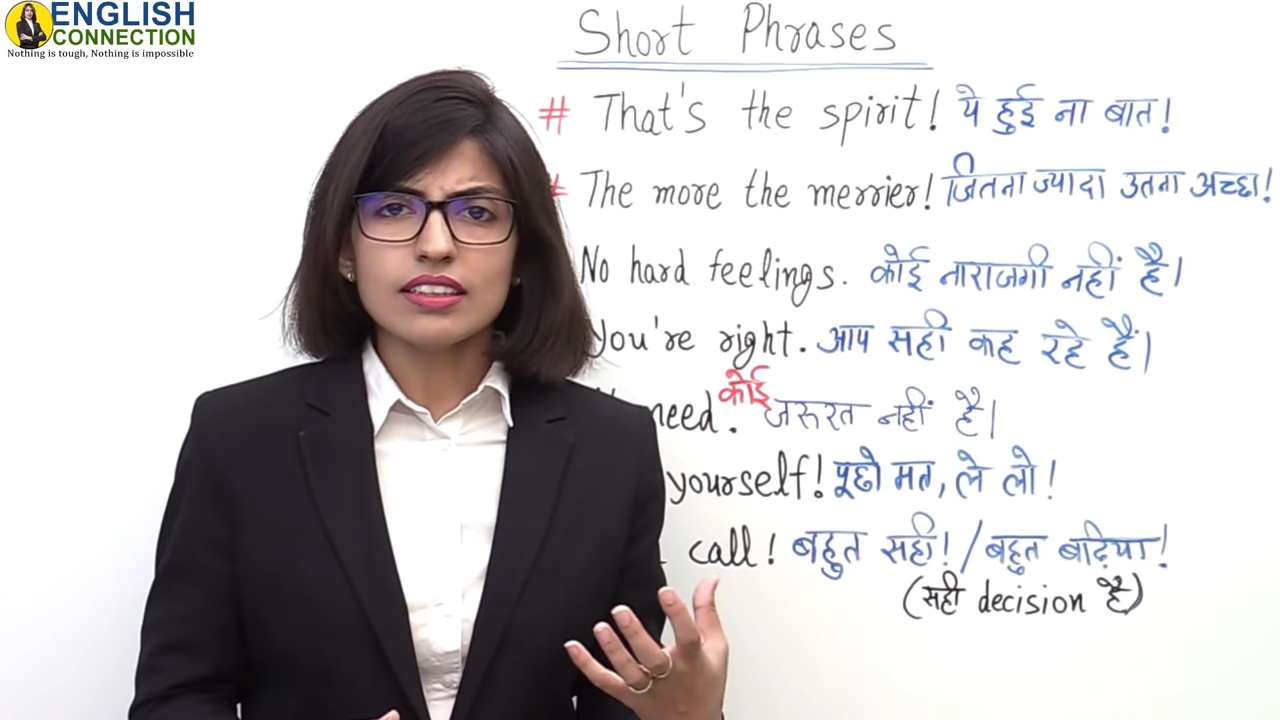 ENGLISH
CONNECTION
Nothing is tough, Nothing is impossible
Short Phrases
# That's the spirit! ये हुई ना बात!
The more the merrier! जितना ज्यादा उतना अच्छा!
No hard feelings. कोई नाराजगी नहीं है।
You're right. आप सही कह रहे हैं।
need. कोई जरूरत नहीं है।
yourself! पूछो मत, ले लो!
call! बहुत सही! / बहुत बढ़िया!
(सही decision है)